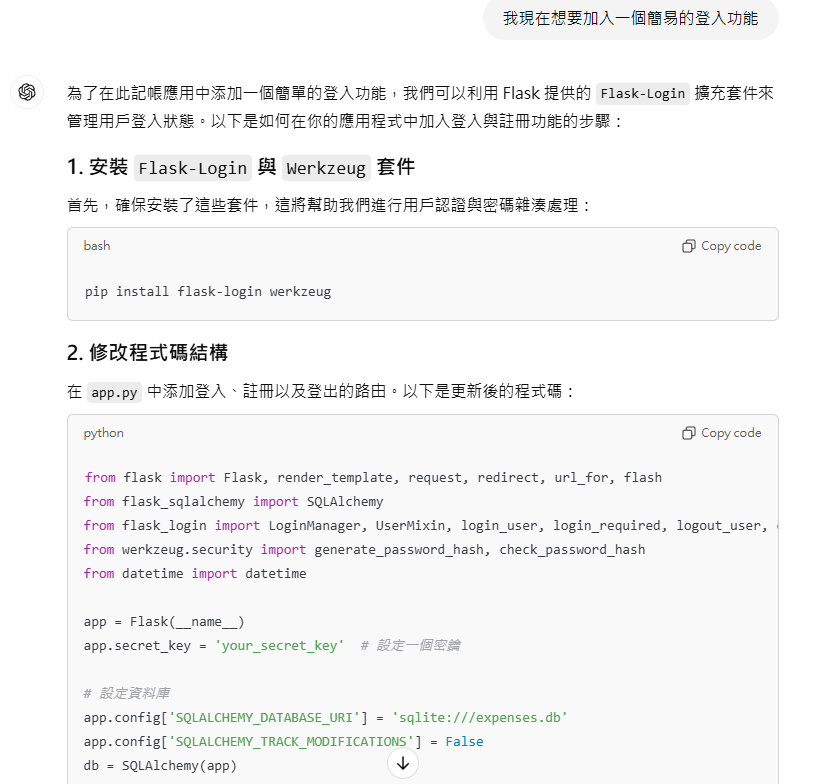 我現在想要加入一個簡易的登入功能
為了在此記帳應用中添加一個簡單的登入功能，我們可以利用 Flask 提供的 Flask-Login 擴充套件來
管理用戶登入狀態。以下是如何在你的應用程式中加入登入與註冊功能的步驟：
1. 安裝 Flask-Login 與 Werkzeug 套件
首先，確保安裝了這些套件，這將幫助我們進行用戶認證與密碼雜湊處理：
bash
Copy code
pip install flask-login werkzeug
2. 修改程式碼結構
在 app.py 中添加登入、註冊以及登出的路由。以下是更新後的程式碼：
python
Copy code
from flask import Flask, render_template, request, redirect, url_for, flash
from flask_sqlalchemy import SQLAlchemy
from flask_login import LoginManager, UserMixin, login_user, login_required, logout_user,
from werkzeug.security import generate_password_hash, check_password_hash
from datetime import datetime
app = Flask(__name__)
app.secret_key = 'your_secret_key'  # 設定一個密鑰
# 設定資料庫
app.config['SQLALCHEMY_DATABASE_URI'] = 'sqlite:///expenses.db'
app.config['SQLALCHEMY_TRACK_MODIFICATIONS'] = False
db = SQLAlchemy(app)